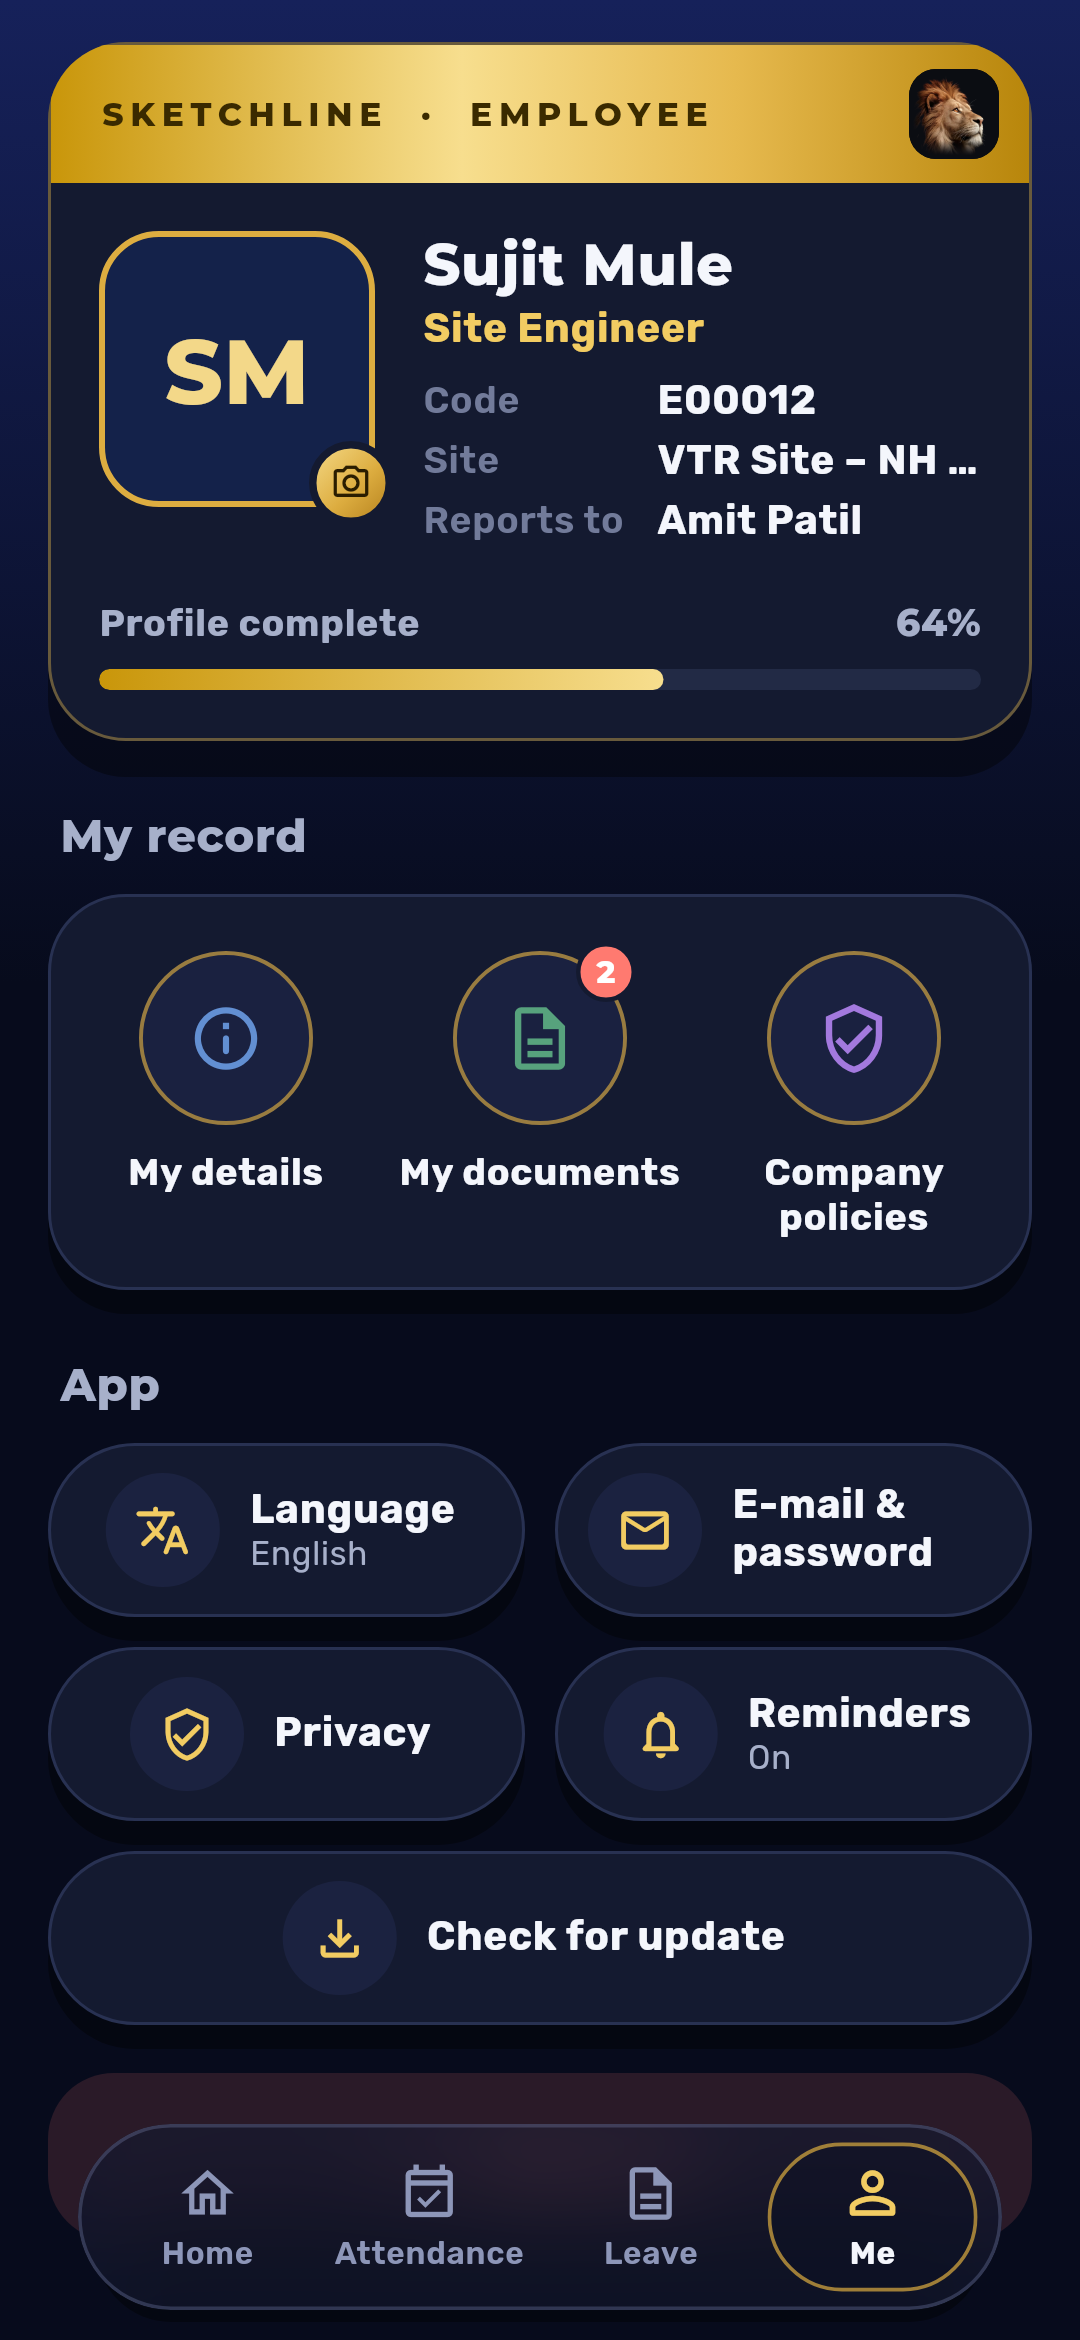 SKETCHLINE · EMPLOYEE
SM
Sujit Mule
Site Engineer
Code E00012
Site VTR Site – NH ...
Reports to Amit Patil
Profile complete 64%
My record
2
My details
My documents
Company
policies
App
Language
English
E-mail &
password
Privacy
Reminders
On
Check for update
Home
Attendance
Leave
Me